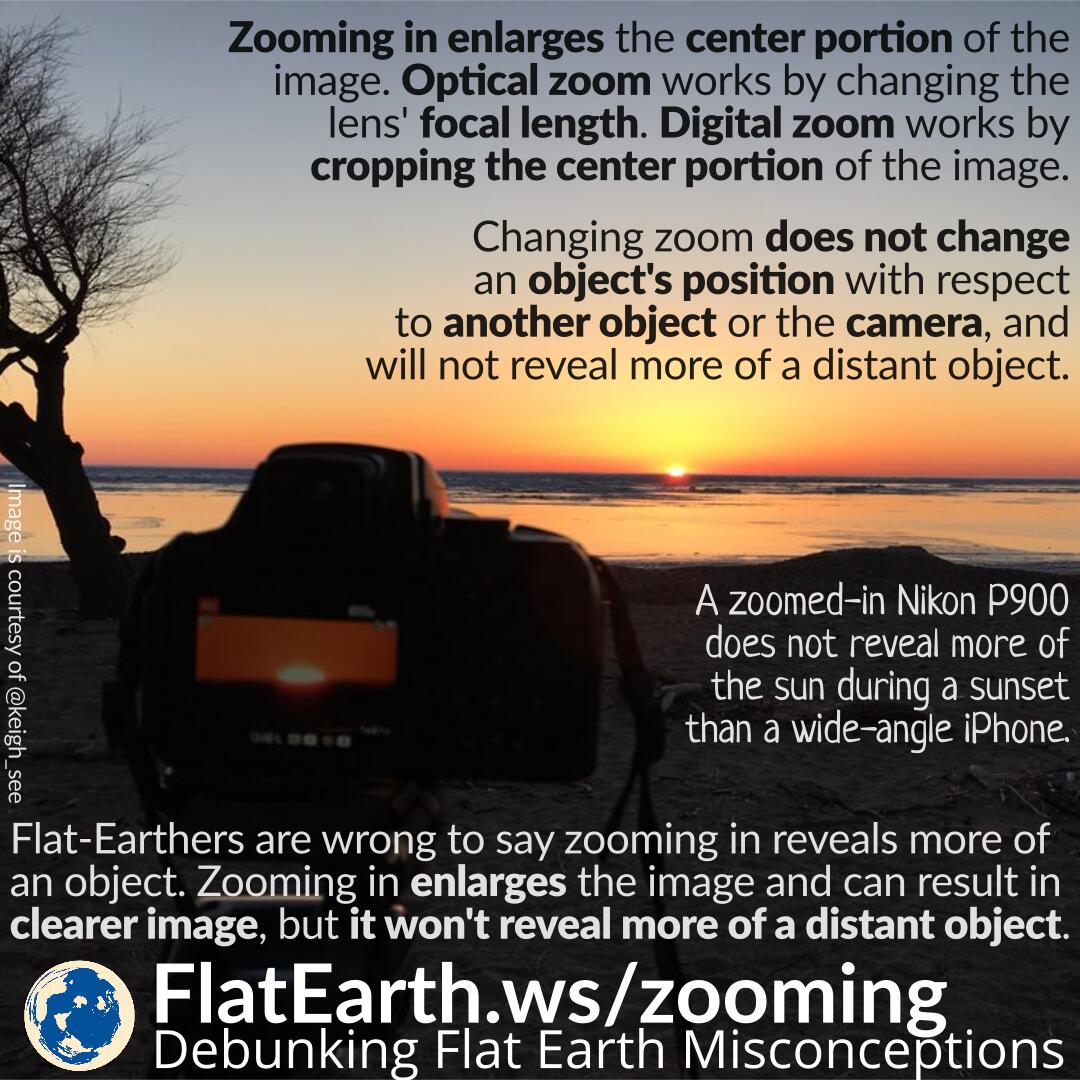 Zooming in enlarges the center portion of the
image. Optical zoom works by changing the
lens' focal length. Digital zoom works by
cropping the center portion of the image.
Changing zoom does not change
an object's position with respect
to another object or the camera, and
will not reveal more of a distant object.
Image is courtesy of @keigh_see
A zoomed-in Nikon P900
does not reveal more of
the sun during a sunset
than a wide-angle iPhone.
Flat-Earthers are wrong to say zooming in reveals more of
an object. Zooming in enlarges the image and can result in
clearer image, but it won't reveal more of a distant object.
FlatEarth.ws/zooming
Debunking Flat Earth Misconceptions